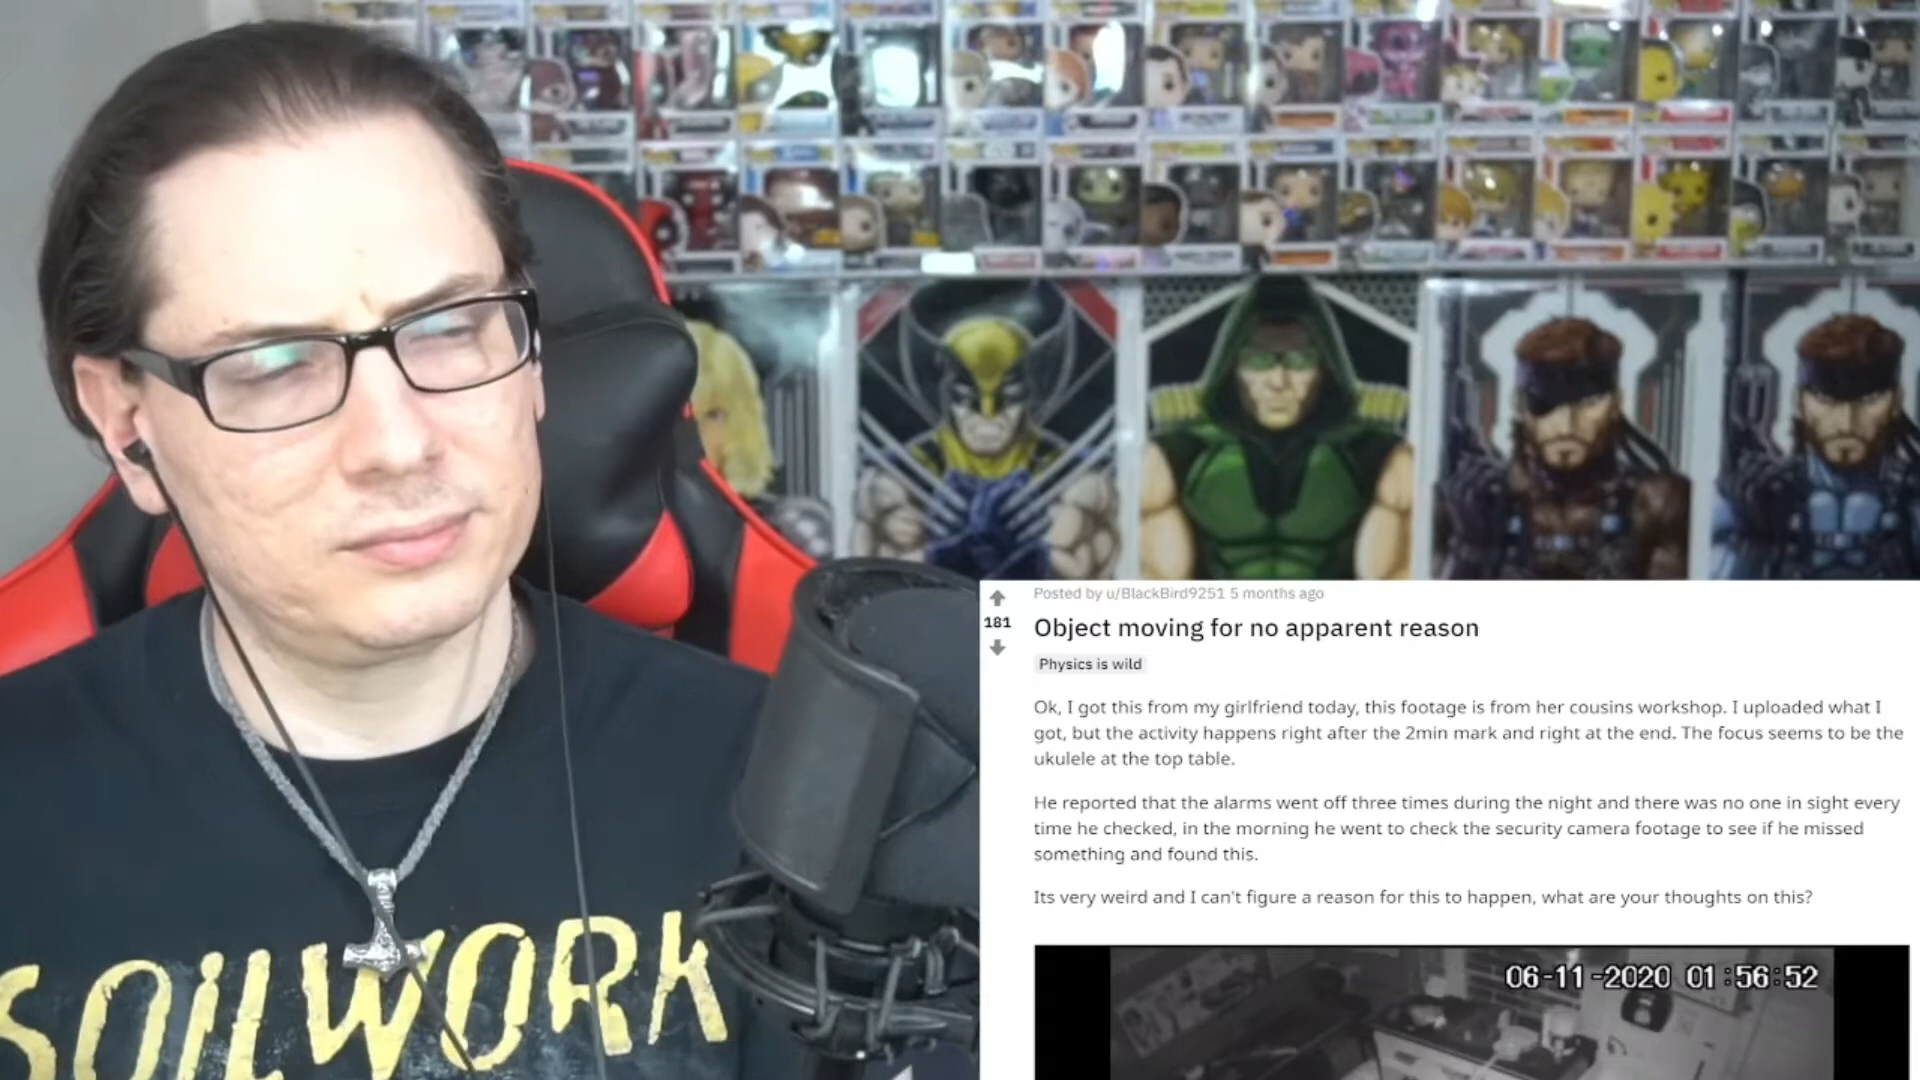 Posted by u/BlackBird9251 5 months ago
181
Object moving for no apparent reason
Physics is wild
Ok, I got this from my girlfriend today, this footage is from her cousins workshop. I uploaded what I
got, but the activity happens right after the 2min mark and right at the end. The focus seems to be the
ukulele at the top table.
He reported that the alarms went off three times during the night and there was no one in sight every
time he checked, in the morning he went to check the security camera footage to see if he missed
something and found this.
Its very weird and I can't figure a reason for this to happen, what are your thoughts on this?
06-11-2020 01:56:52
SOILWORK